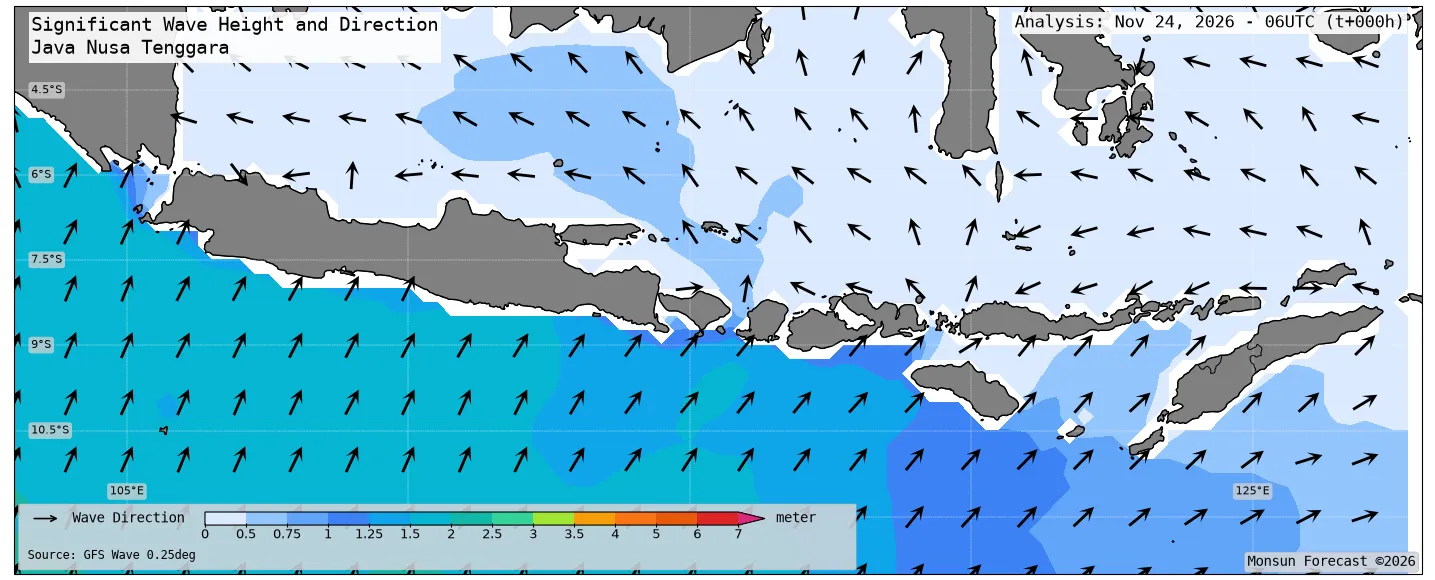 Significant Wave Height and Direction
Java Nusa Tenggara
Analysis: Nov 24, 2026 - 06UTC (t+000h)
4.5°S
6°S
7.5°S
9°S
10.5°S
105°E
125°E
Wave Direction
meter
0 0.5 0.75 1 1.25 1.5 2 2.5 3 3.5 4 5 6 7
Source: GFS Wave 0.25deg
Monsun Forecast ©2026